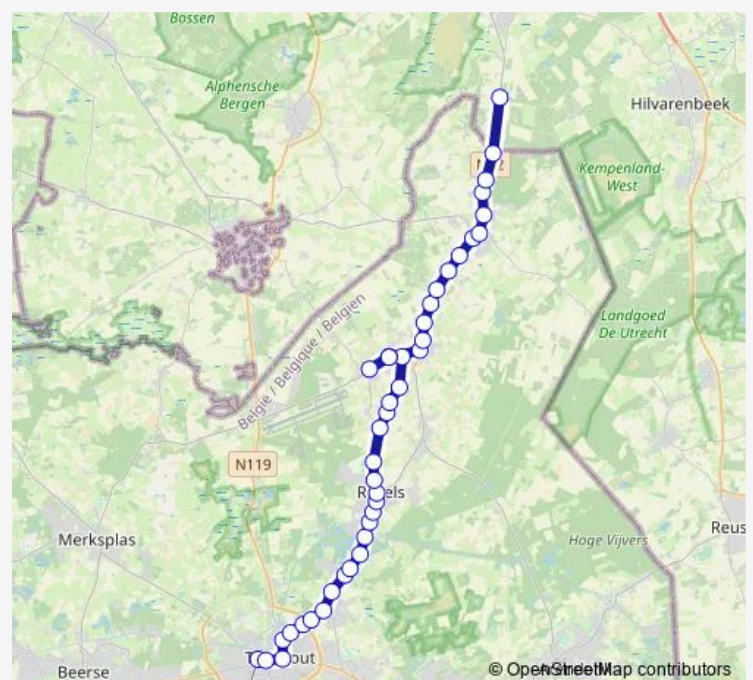 Bossen
Alphensche
Bergen
Hilvarenbeek
Kempenland-
West
België / Belgique / Belgien
Landgoed
De Utrecht
N119
Merksplas
Hoge Vijvers
Reus
Beerse
© OpenStreetMap contributors